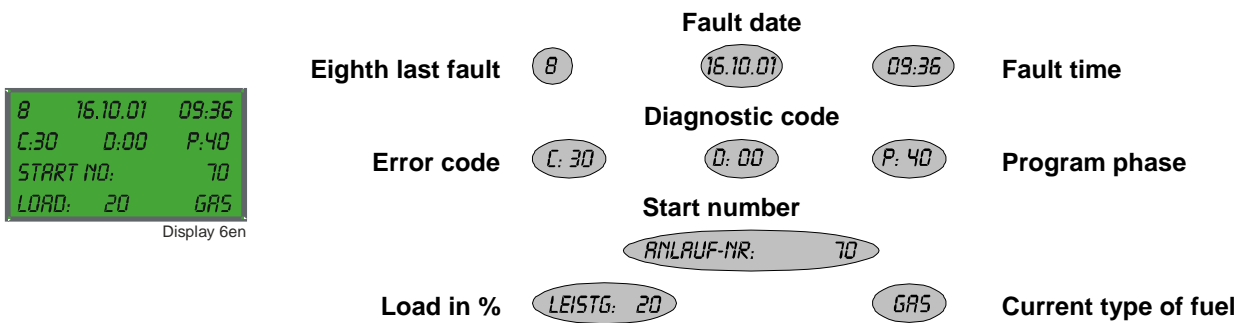 Fault date
Eighth last fault 8 16.10.01 09:36 Fault time
8 16.10.01 09:36
C:30 D:00 P:40
START NO: 70
LOAD: 20 GAS
Display 6en
Diagnostic code
Error code C: 30 D: 00 P: 40 Program phase
Start number
ANLAUF-NR: 70
Load in % LEISTG: 20 GAS Current type of fuel